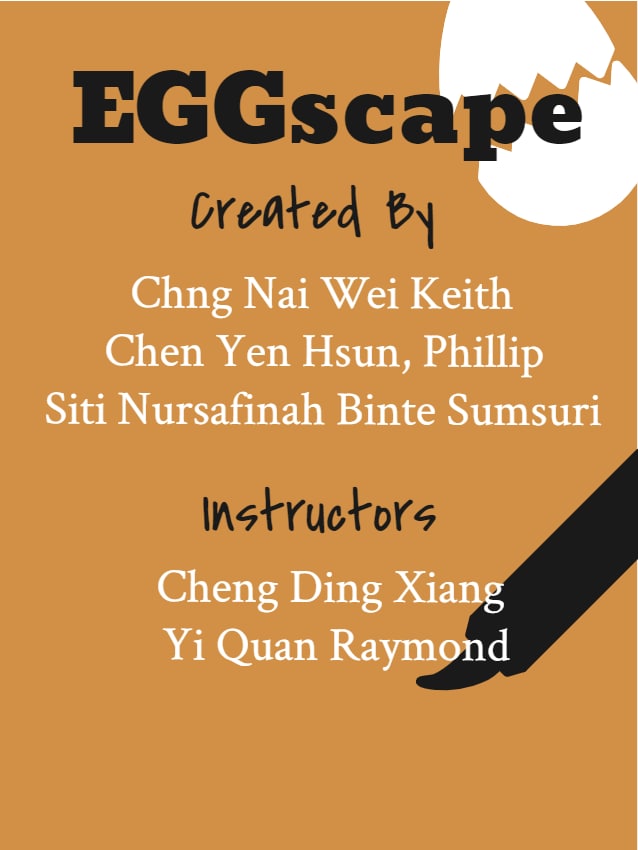 EGGscape
Created By
Chng Nai Wei Keith
Chen Yen Hsun, Phillip
Siti Nursafinah Binte Sumsuri
Instructors
Cheng Ding Xiang
Yi Quan Raymond